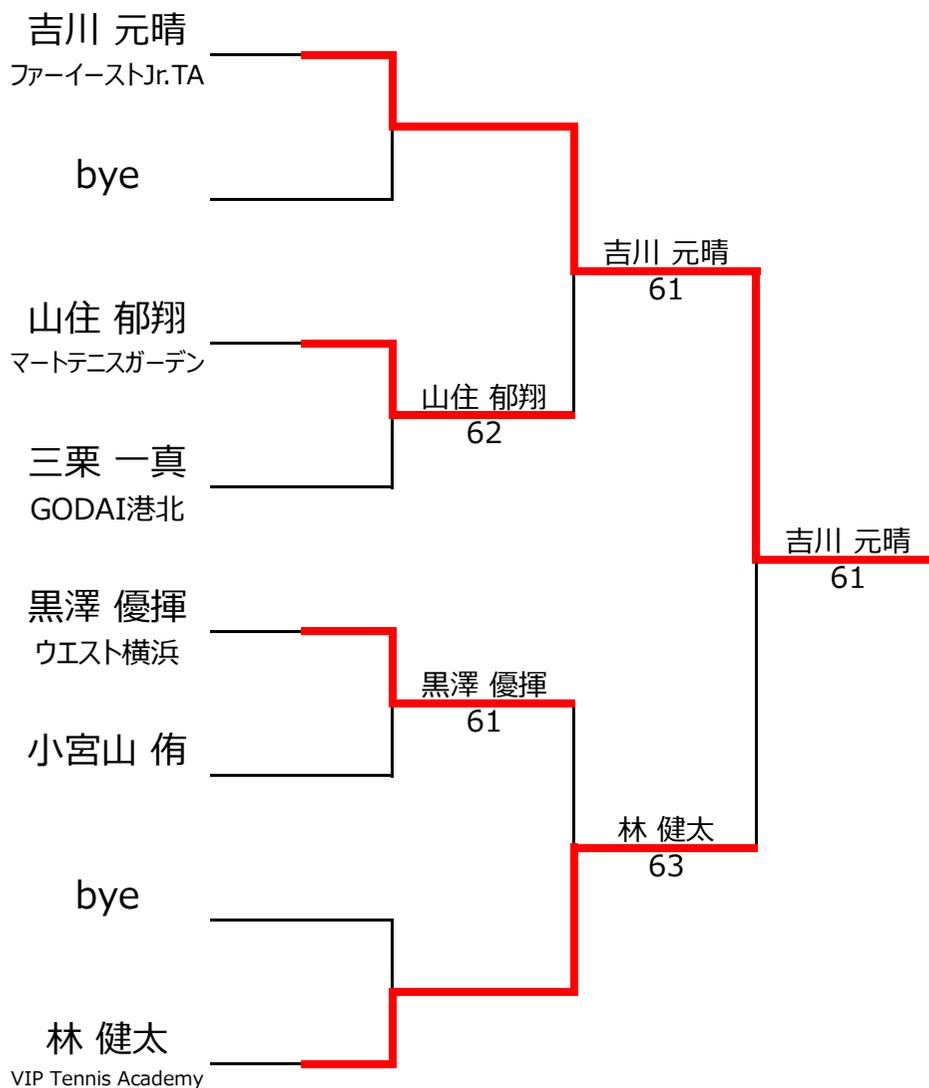 吉川 元晴
ファーイーストJr.TA
bye
山住 郁翔
マートテニスガーデン
三栗 一真
GODAI港北
黒澤 優揮
ウエスト横浜
小宮山 侑
bye
林 健太
VIP Tennis Academy
山住 郁翔
62
黒澤 優揮
61
吉川 元晴
61
林 健太
63
吉川 元晴
61